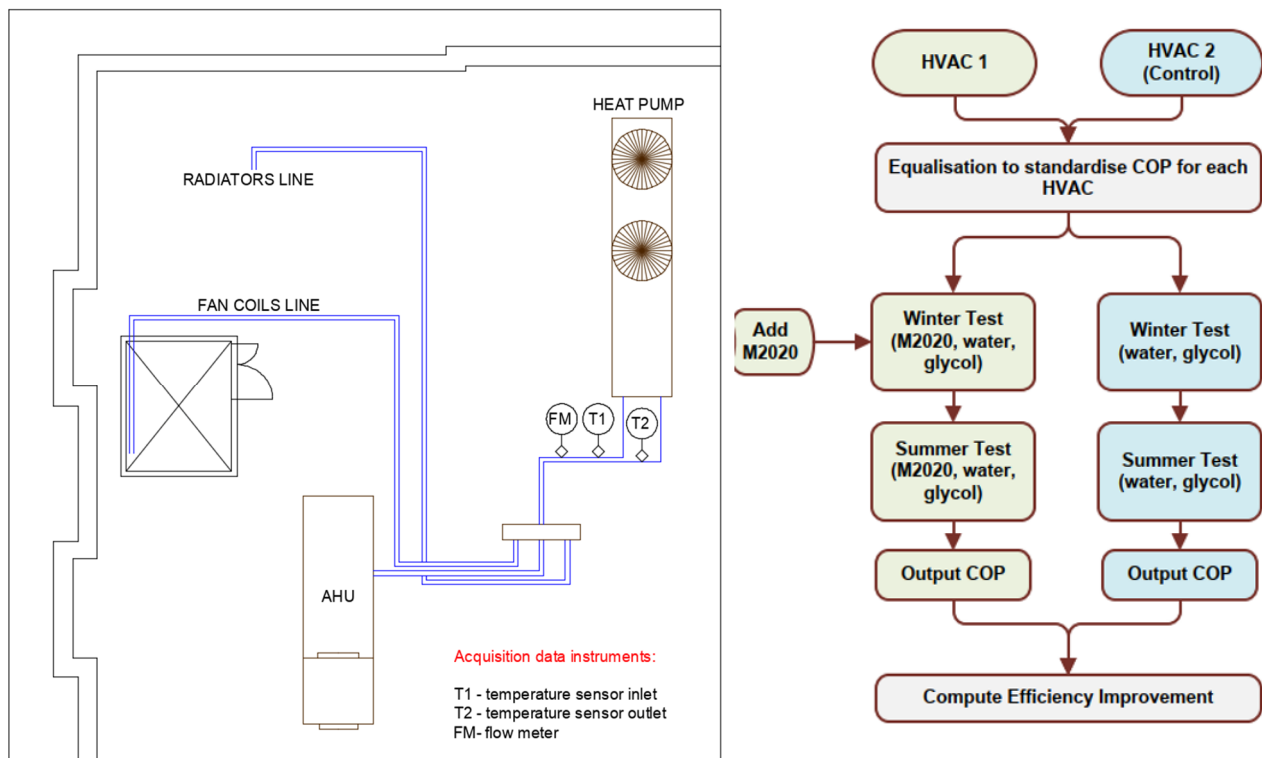 HEAT PUMP
RADIATORS LINE
FAN COILS LINE
FM
T1
T2
AHU
Acquisition data instruments:
T1 - temperature sensor inlet
T2 - temperature sensor outlet
FM- flow meter
HVAC 1
HVAC 2
(Control)
Equalisation to standardise COP for each
HVAC
Add
M2020
Winter Test
(M2020, water,
glycol)
Winter Test
(water, glycol)
Summer Test
(M2020, water,
glycol)
Summer Test
(water, glycol)
Output COP
Output COP
Compute Efficiency Improvement